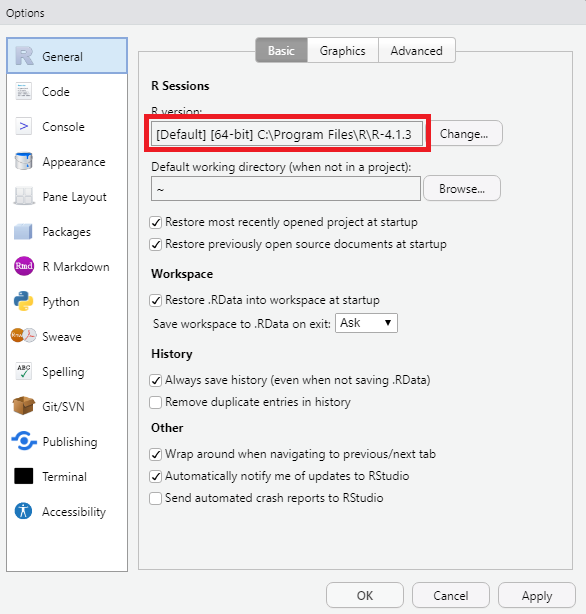 Options
General
Code
Console
Appearance
Pane Layout
Packages
Rmd R Markdown
Python
Sweave
ABC Spelling
Git/SVN
Publishing
Terminal
Accessibility
Basic Graphics Advanced
R Sessions
R version:
[Default] [64-bit] C:\Program Files\R\R-4.1.3 Change...
Default working directory (when not in a project):
~ Browse...
Restore most recently opened project at startup
Restore previously open source documents at startup
Workspace
Restore .RData into workspace at startup
Save workspace to .RData on exit: Ask
History
Always save history (even when not saving .RData)
Remove duplicate entries in history
Other
Wrap around when navigating to previous/next tab
Automatically notify me of updates to RStudio
Send automated crash reports to RStudio
OK Cancel Apply